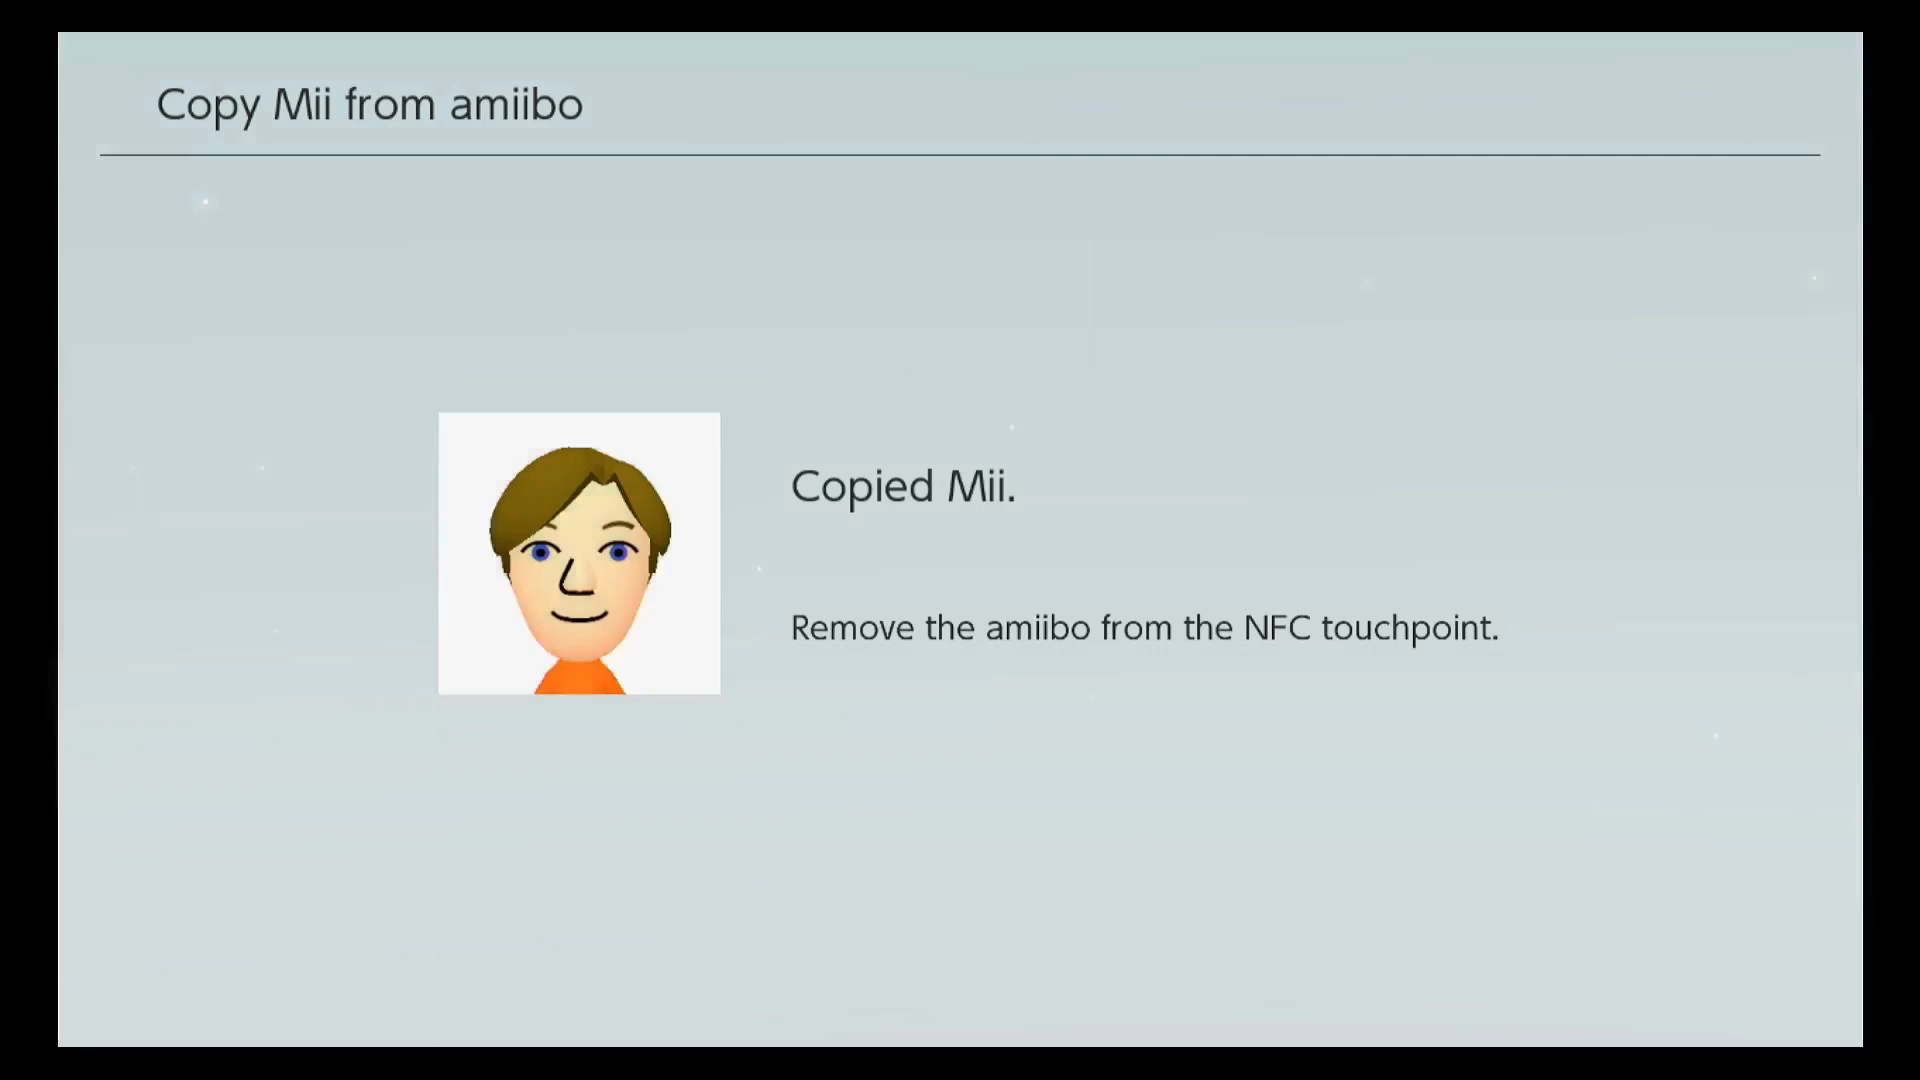 Copy Mii from amiibo
Copied Mii.
Remove the amiibo from the NFC touchpoint.